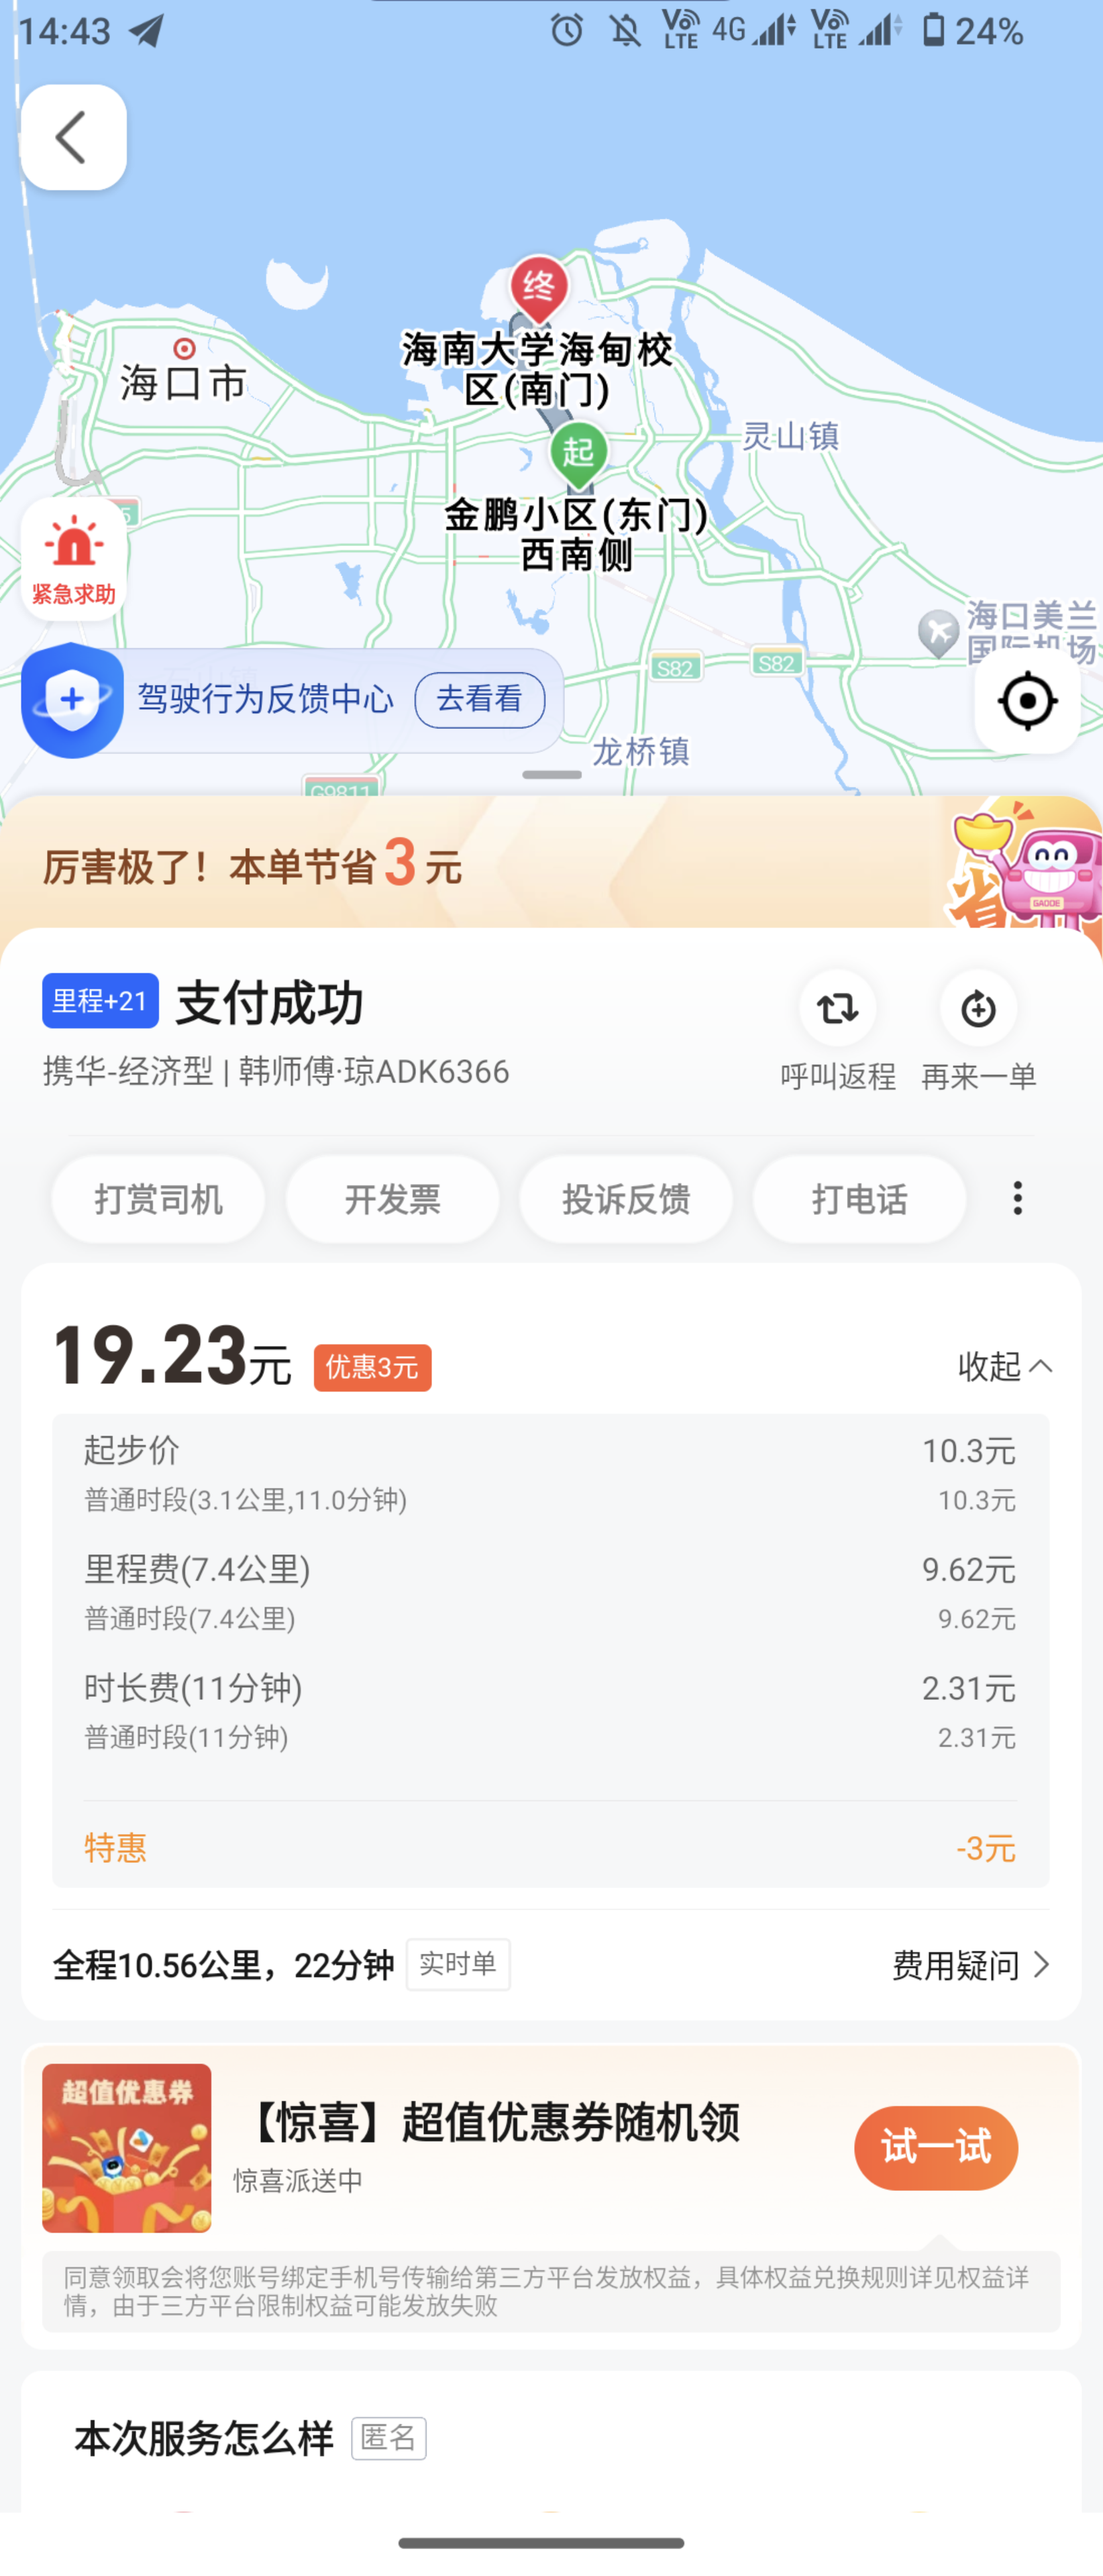 14:43
Vo LTE 4G Vo LTE 24%
终
海南大学海甸校
区(南门)
海口市
起
灵山镇
金鹏小区(东门)
西南侧
紧急求助
海口美兰
国际机场
S82
S82
驾驶行为反馈中心 去看看
龙桥镇
G9811
厉害极了！本单节省3元
省
GAODE
里程+21 支付成功
携华-经济型 | 韩师傅·琼ADK6366
呼叫返程 再来一单
打赏司机 开发票 投诉反馈 打电话
19.23元 优惠3元 收起
起步价 10.3元
普通时段(3.1公里,11.0分钟) 10.3元
里程费(7.4公里) 9.62元
普通时段(7.4公里) 9.62元
时长费(11分钟) 2.31元
普通时段(11分钟) 2.31元
特惠 -3元
全程10.56公里，22分钟 实时单 费用疑问
超值优惠券
【惊喜】超值优惠券随机领
惊喜派送中
试一试
同意领取会将您账号绑定手机号传输给第三方平台发放权益，具体权益兑换规则详见权益详
情，由于三方平台限制权益可能发放失败
本次服务怎么样 匿名